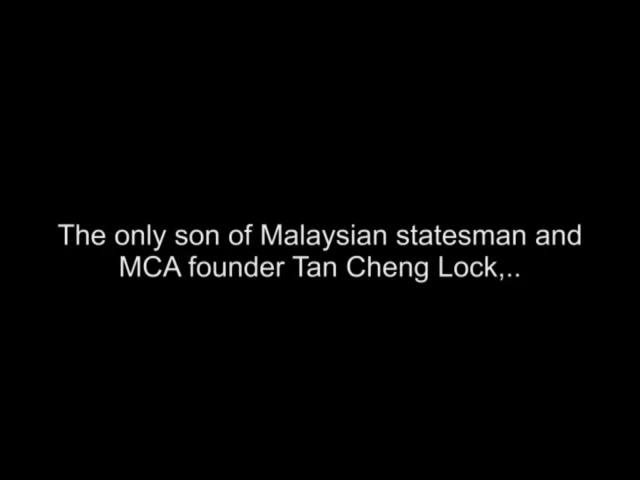 The only son of Malaysian statesman and
MCA founder Tan Cheng Lock,..